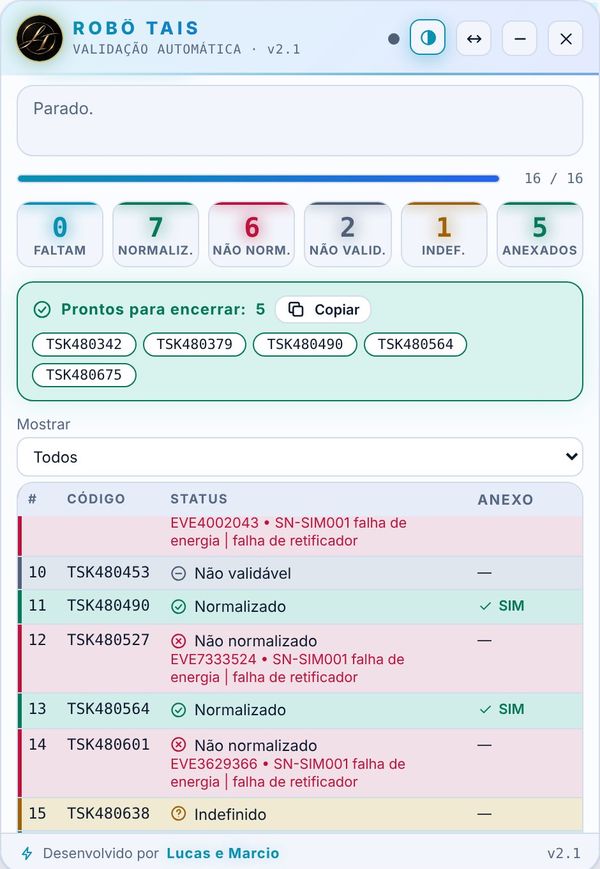 ROBÔ TAIS
VALIDAÇÃO AUTOMÁTICA · v2.1
Parado.
16 / 16
0 7 6 2 1 5
FALTAM NORMALIZ. NÃO NORM. NÃO VALID. INDEF. ANEXADOS
Prontos para encerrar: 5 Copiar
TSK480342 TSK480379 TSK480490 TSK480564
TSK480675
Mostrar
Todos
# CÓDIGO STATUS ANEXO
EVE4002043 • SN-SIM001 falha de
energia | falha de retificador
10 TSK480453 Não validável —
11 TSK480490 Normalizado ✓ SIM
12 TSK480527 Não normalizado —
EVE7333524 • SN-SIM001 falha de
energia | falha de retificador
13 TSK480564 Normalizado ✓ SIM
14 TSK480601 Não normalizado —
EVE3629366 • SN-SIM001 falha de
energia | falha de retificador
15 TSK480638 Indefinido —
Desenvolvido por Lucas e Marcio v2.1